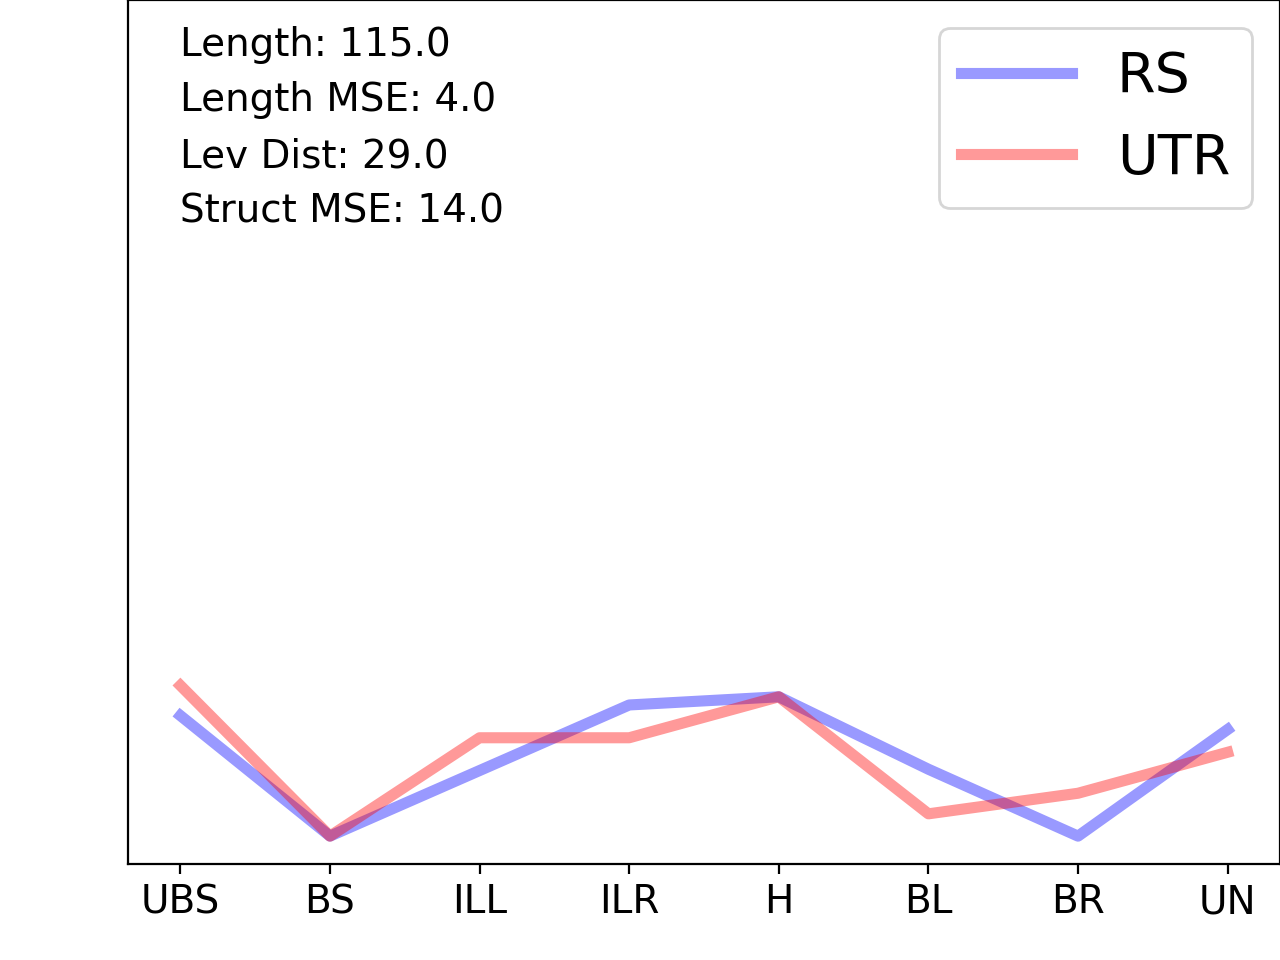 Length: 115.0
Length MSE: 4.0
Lev Dist: 29.0
Struct MSE: 14.0
RS
UTR
UBS
BS
ILL
ILR
H
BL
BR
UN